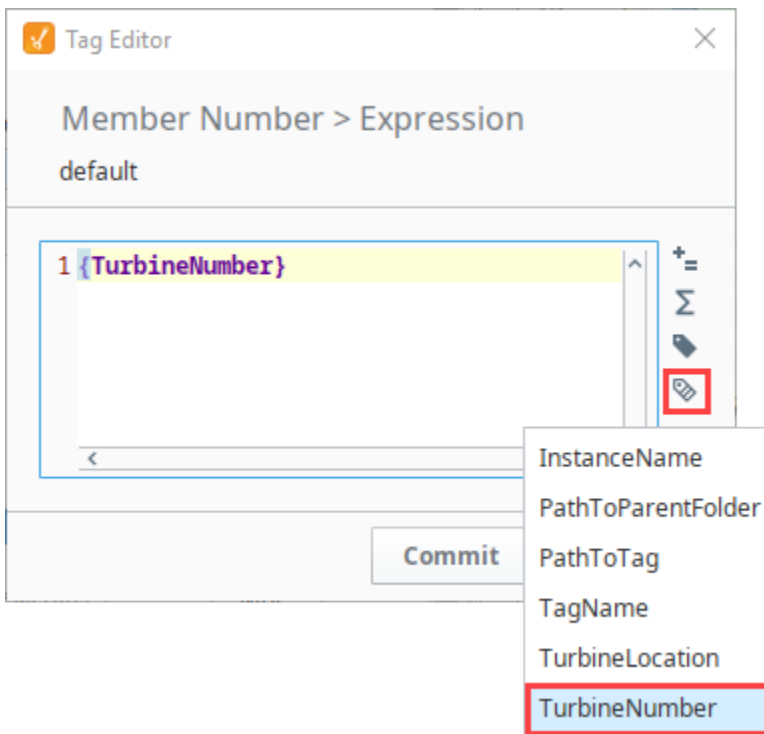 Tag Editor
Member Number > Expression
default
1 {TurbineNumber}
Commit
InstanceName
PathToParentFolder
PathToTag
TagName
TurbineLocation
TurbineNumber